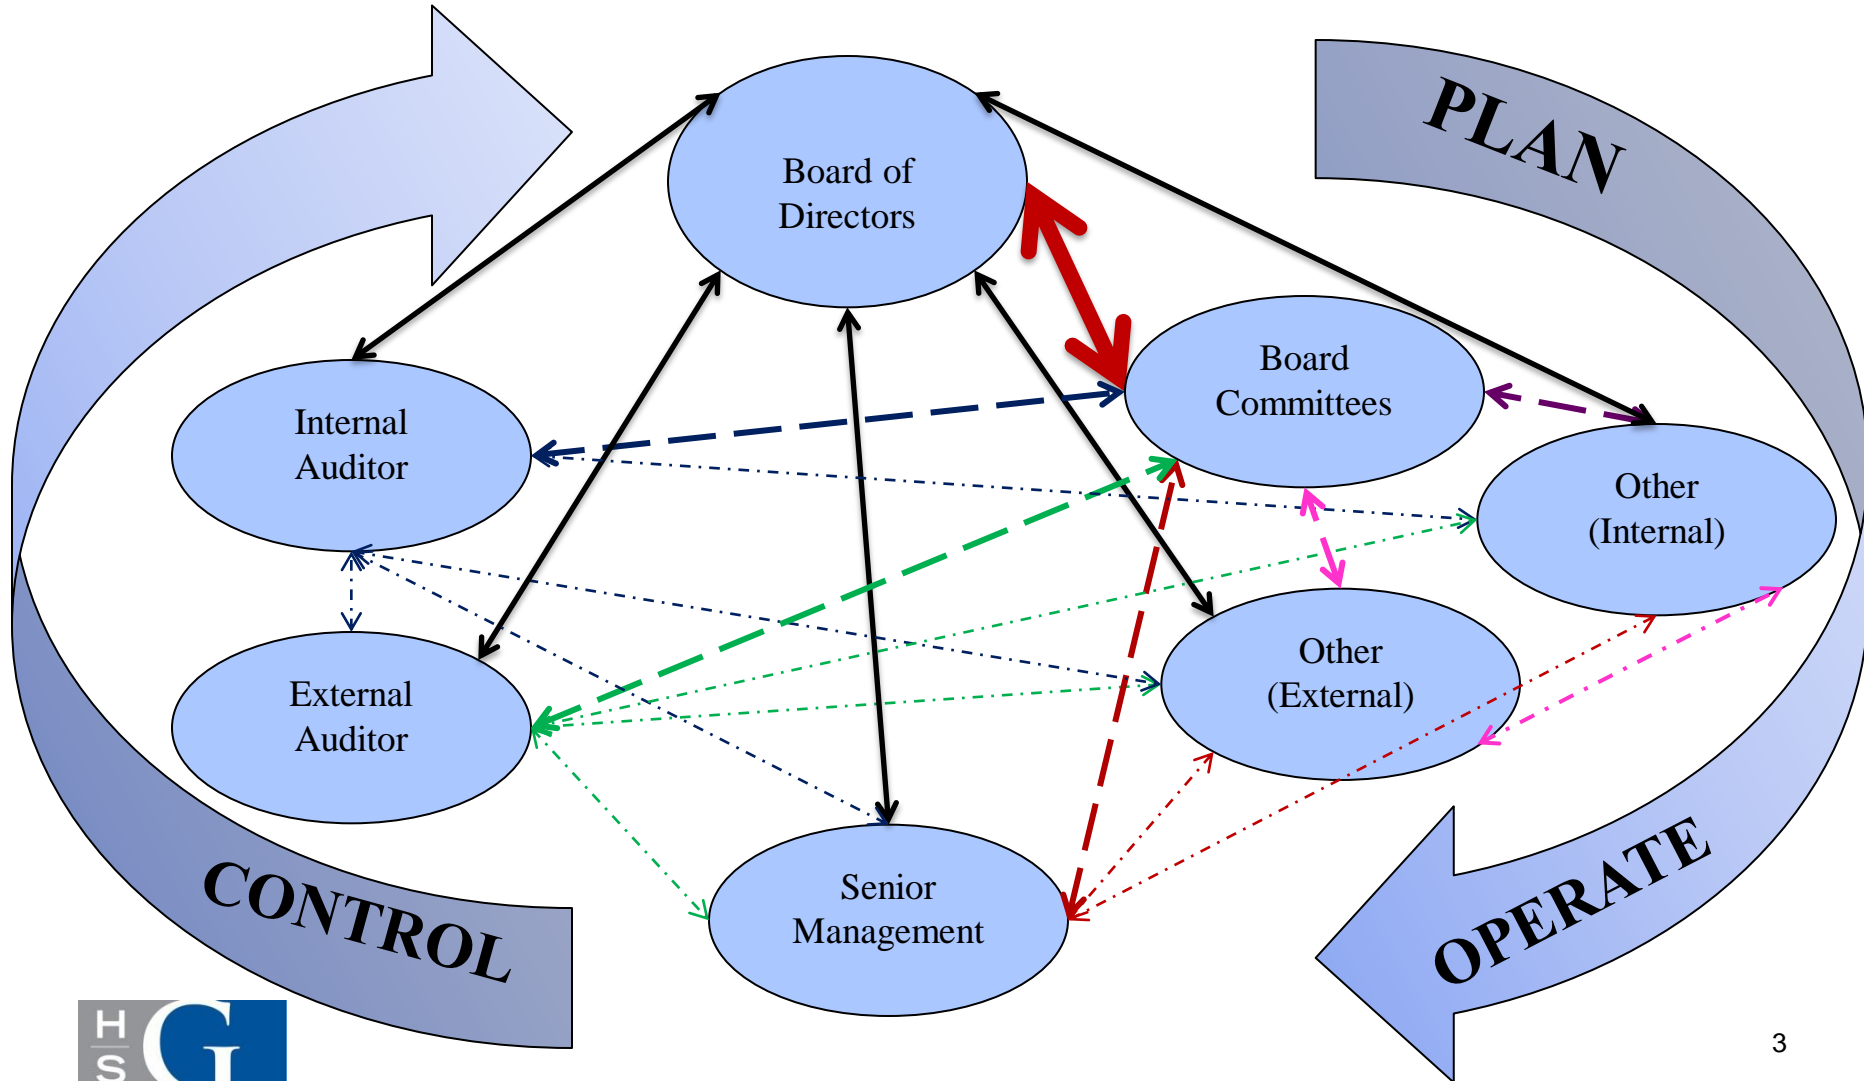 PLAN
Board of
Directors
Board
Committees
Internal
Auditor
Other
(Internal)
Other
(External)
External
Auditor
Senior
Management
CONTROL
OPERATE
H
S
G
3